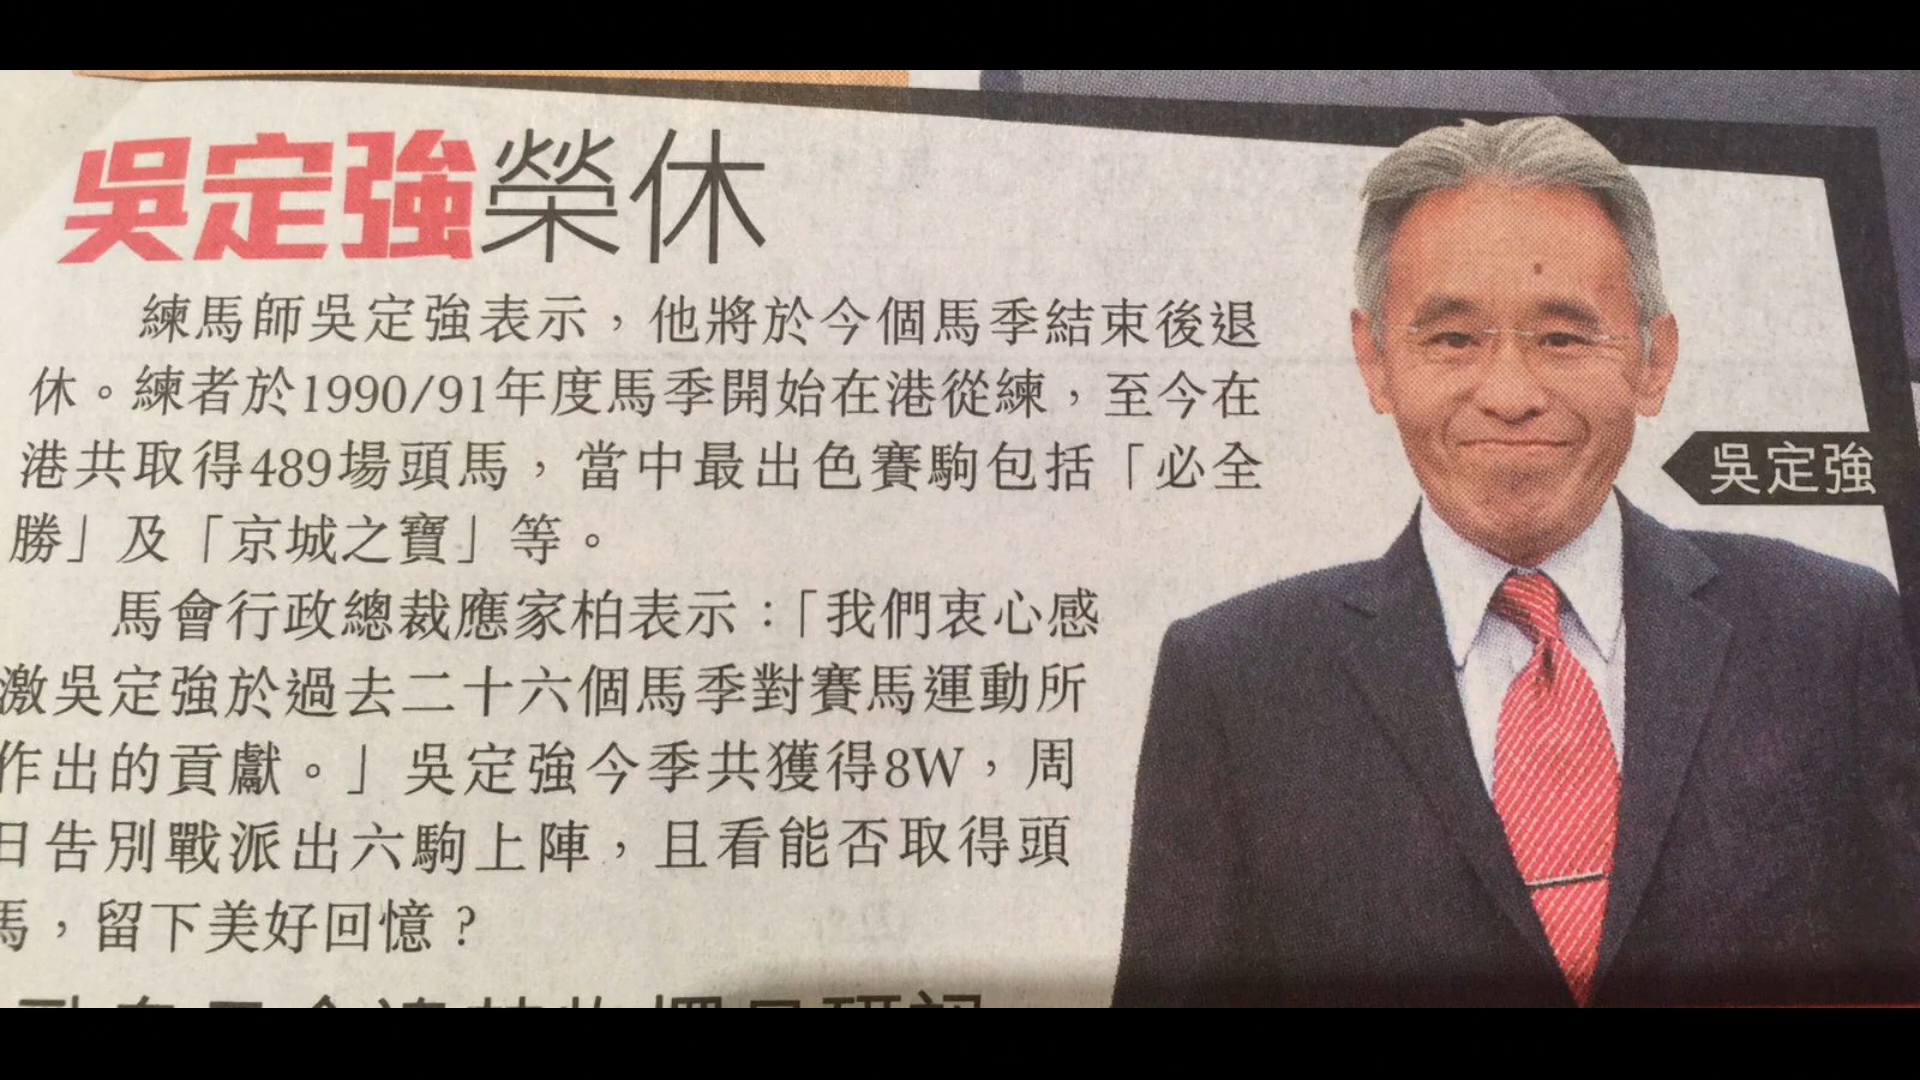 吳定強榮休
練馬師吳定強表示，他將於今個馬季結束後退
休。練者於1990/91年度馬季開始在港從練，至今在
港共取得489場頭馬，當中最出色賽駒包括「必全
勝」及「京城之寶」等。
馬會行政總裁應家柏表示：「我們衷心感
激吳定強於過去二十六個馬季對賽馬運動所
作出的貢獻。」吳定強今季共獲得8W，周
日告別戰派出六駒上陣，且看能否取得頭
馬，留下美好回憶？
吳定強